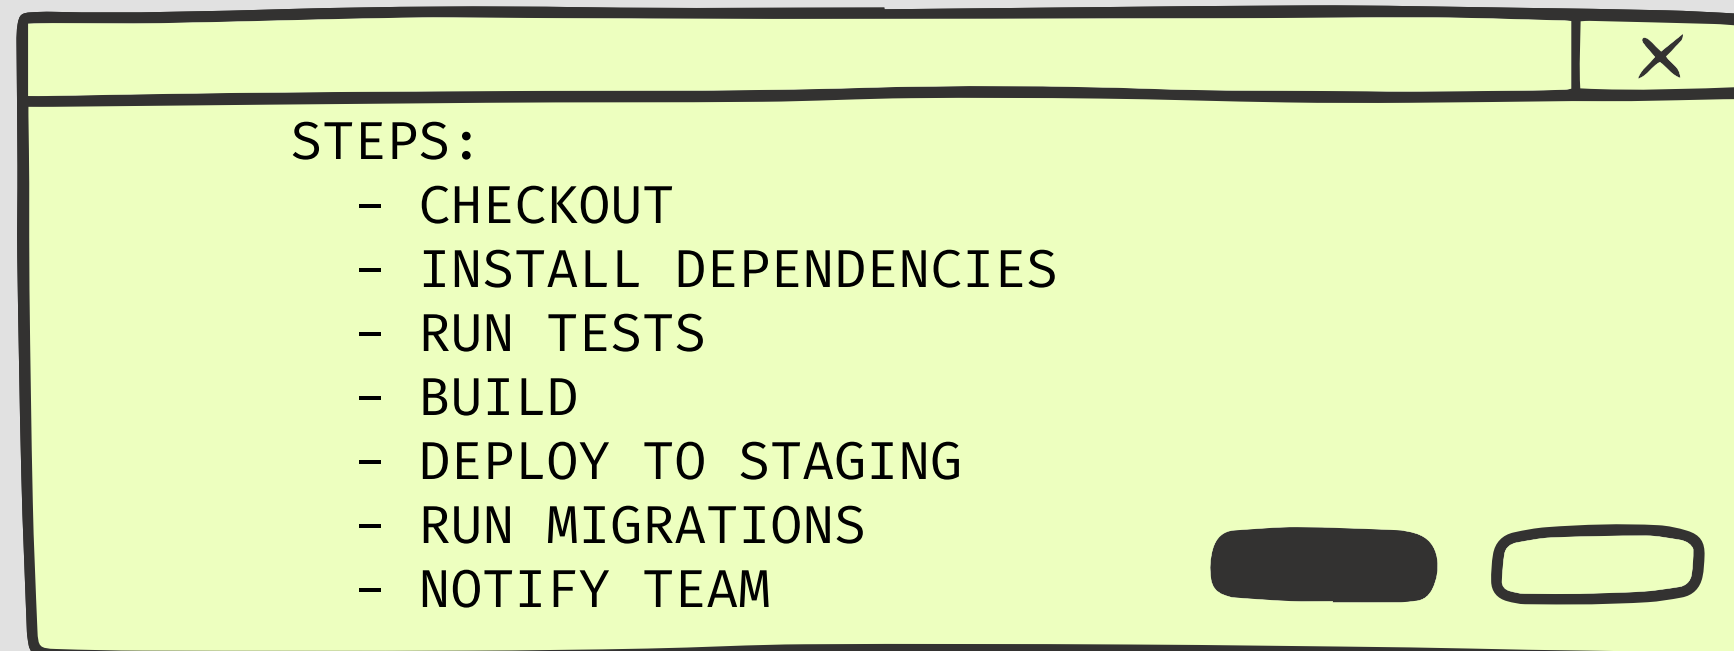 STEPS:
- CHECKOUT
- INSTALL DEPENDENCIES
- RUN TESTS
- BUILD
- DEPLOY TO STAGING
- RUN MIGRATIONS
- NOTIFY TEAM